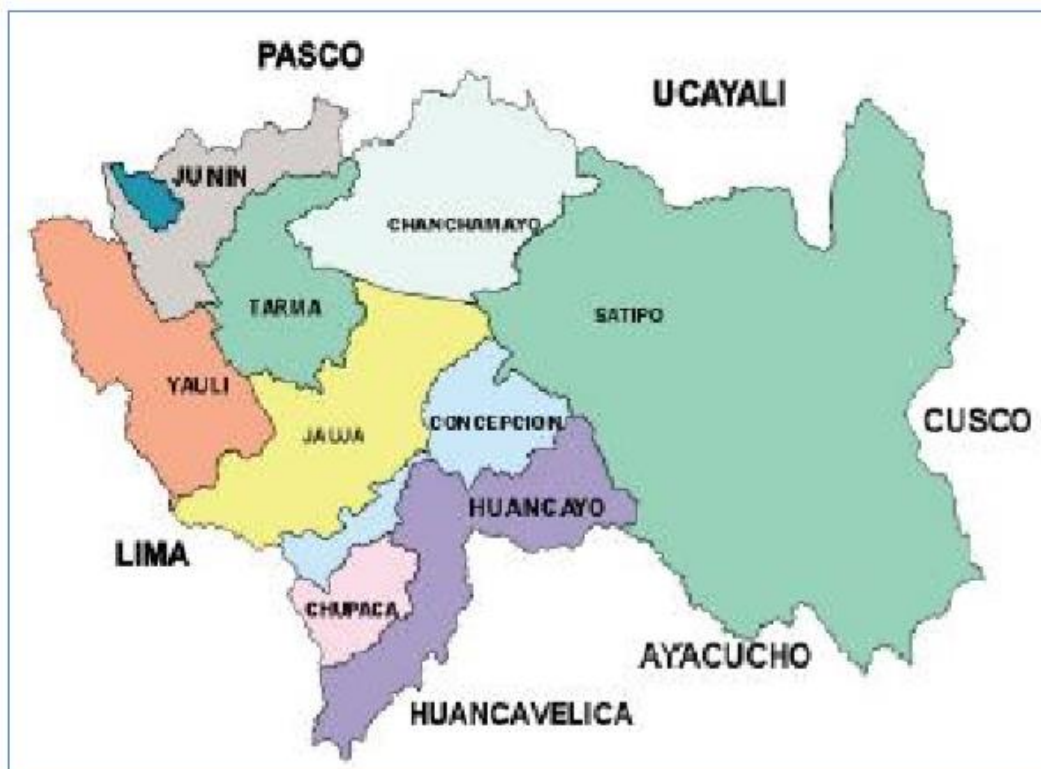 PASCO
UCAYALI
JUNIN
CHANCHAMAYO
TARMA
SATIPO
YAULI
CUSCO
CONCEPCION
JAUJA
HUANCAYO
LIMA
CHUPACA
AYACUCHO
HUANCAVELICA